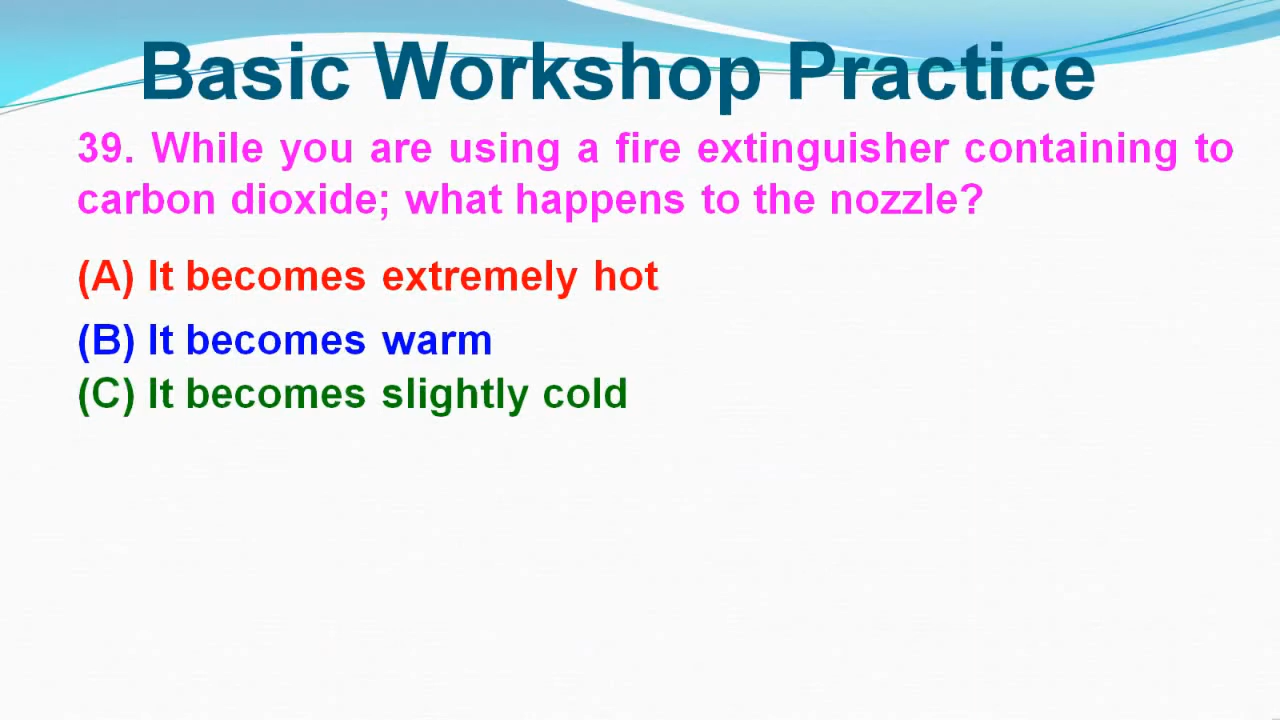 Basic Workshop Practice
39. While you are using a fire extinguisher containing to
carbon dioxide; what happens to the nozzle?
(A) It becomes extremely hot
(B) It becomes warm
(C) It becomes slightly cold